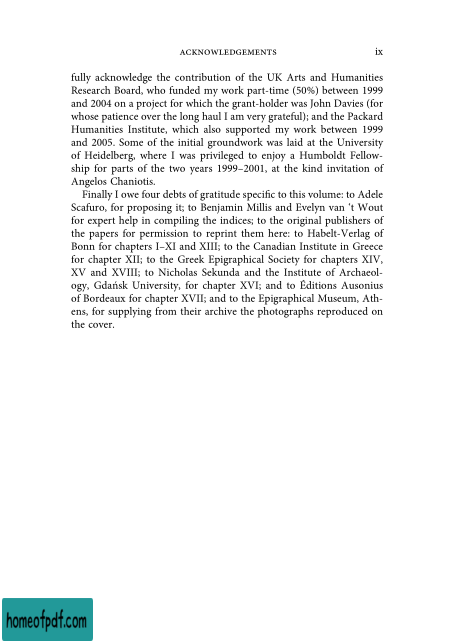 ACKNOWLEDGEMENTS ix
fully acknowledge the contribution of the UK Arts and Humanities
Research Board, who funded my work part-time (50%) between 1999
and 2004 on a project for which the grant-holder was John Davies (for
whose patience over the long haul I am very grateful); and the Packard
Humanities Institute, which also supported my work between 1999
and 2005. Some of the initial groundwork was laid at the University
of Heidelberg, where I was privileged to enjoy a Humboldt Fellow-
ship for parts of the two years 1999–2001, at the kind invitation of
Angelos Chaniotis.
Finally I owe four debts of gratitude specific to this volume: to Adele
Scafuro, for proposing it; to Benjamin Millis and Evelyn van 't Wout
for expert help in compiling the indices; to the original publishers of
the papers for permission to reprint them here: to Habelt-Verlag of
Bonn for chapters I–XI and XIII; to the Canadian Institute in Greece
for chapter XII; to the Greek Epigraphical Society for chapters XIV,
XV and XVIII; to Nicholas Sekunda and the Institute of Archaeol-
ogy, Gdańsk University, for chapter XVI; and to Éditions Ausonius
of Bordeaux for chapter XVII; and to the Epigraphical Museum, Ath-
ens, for supplying from their archive the photographs reproduced on
the cover.
homeofpdf.com